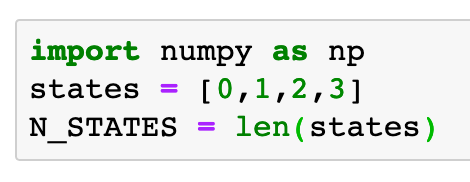 import numpy as np
states = [0,1,2,3]
N_STATES = len(states)